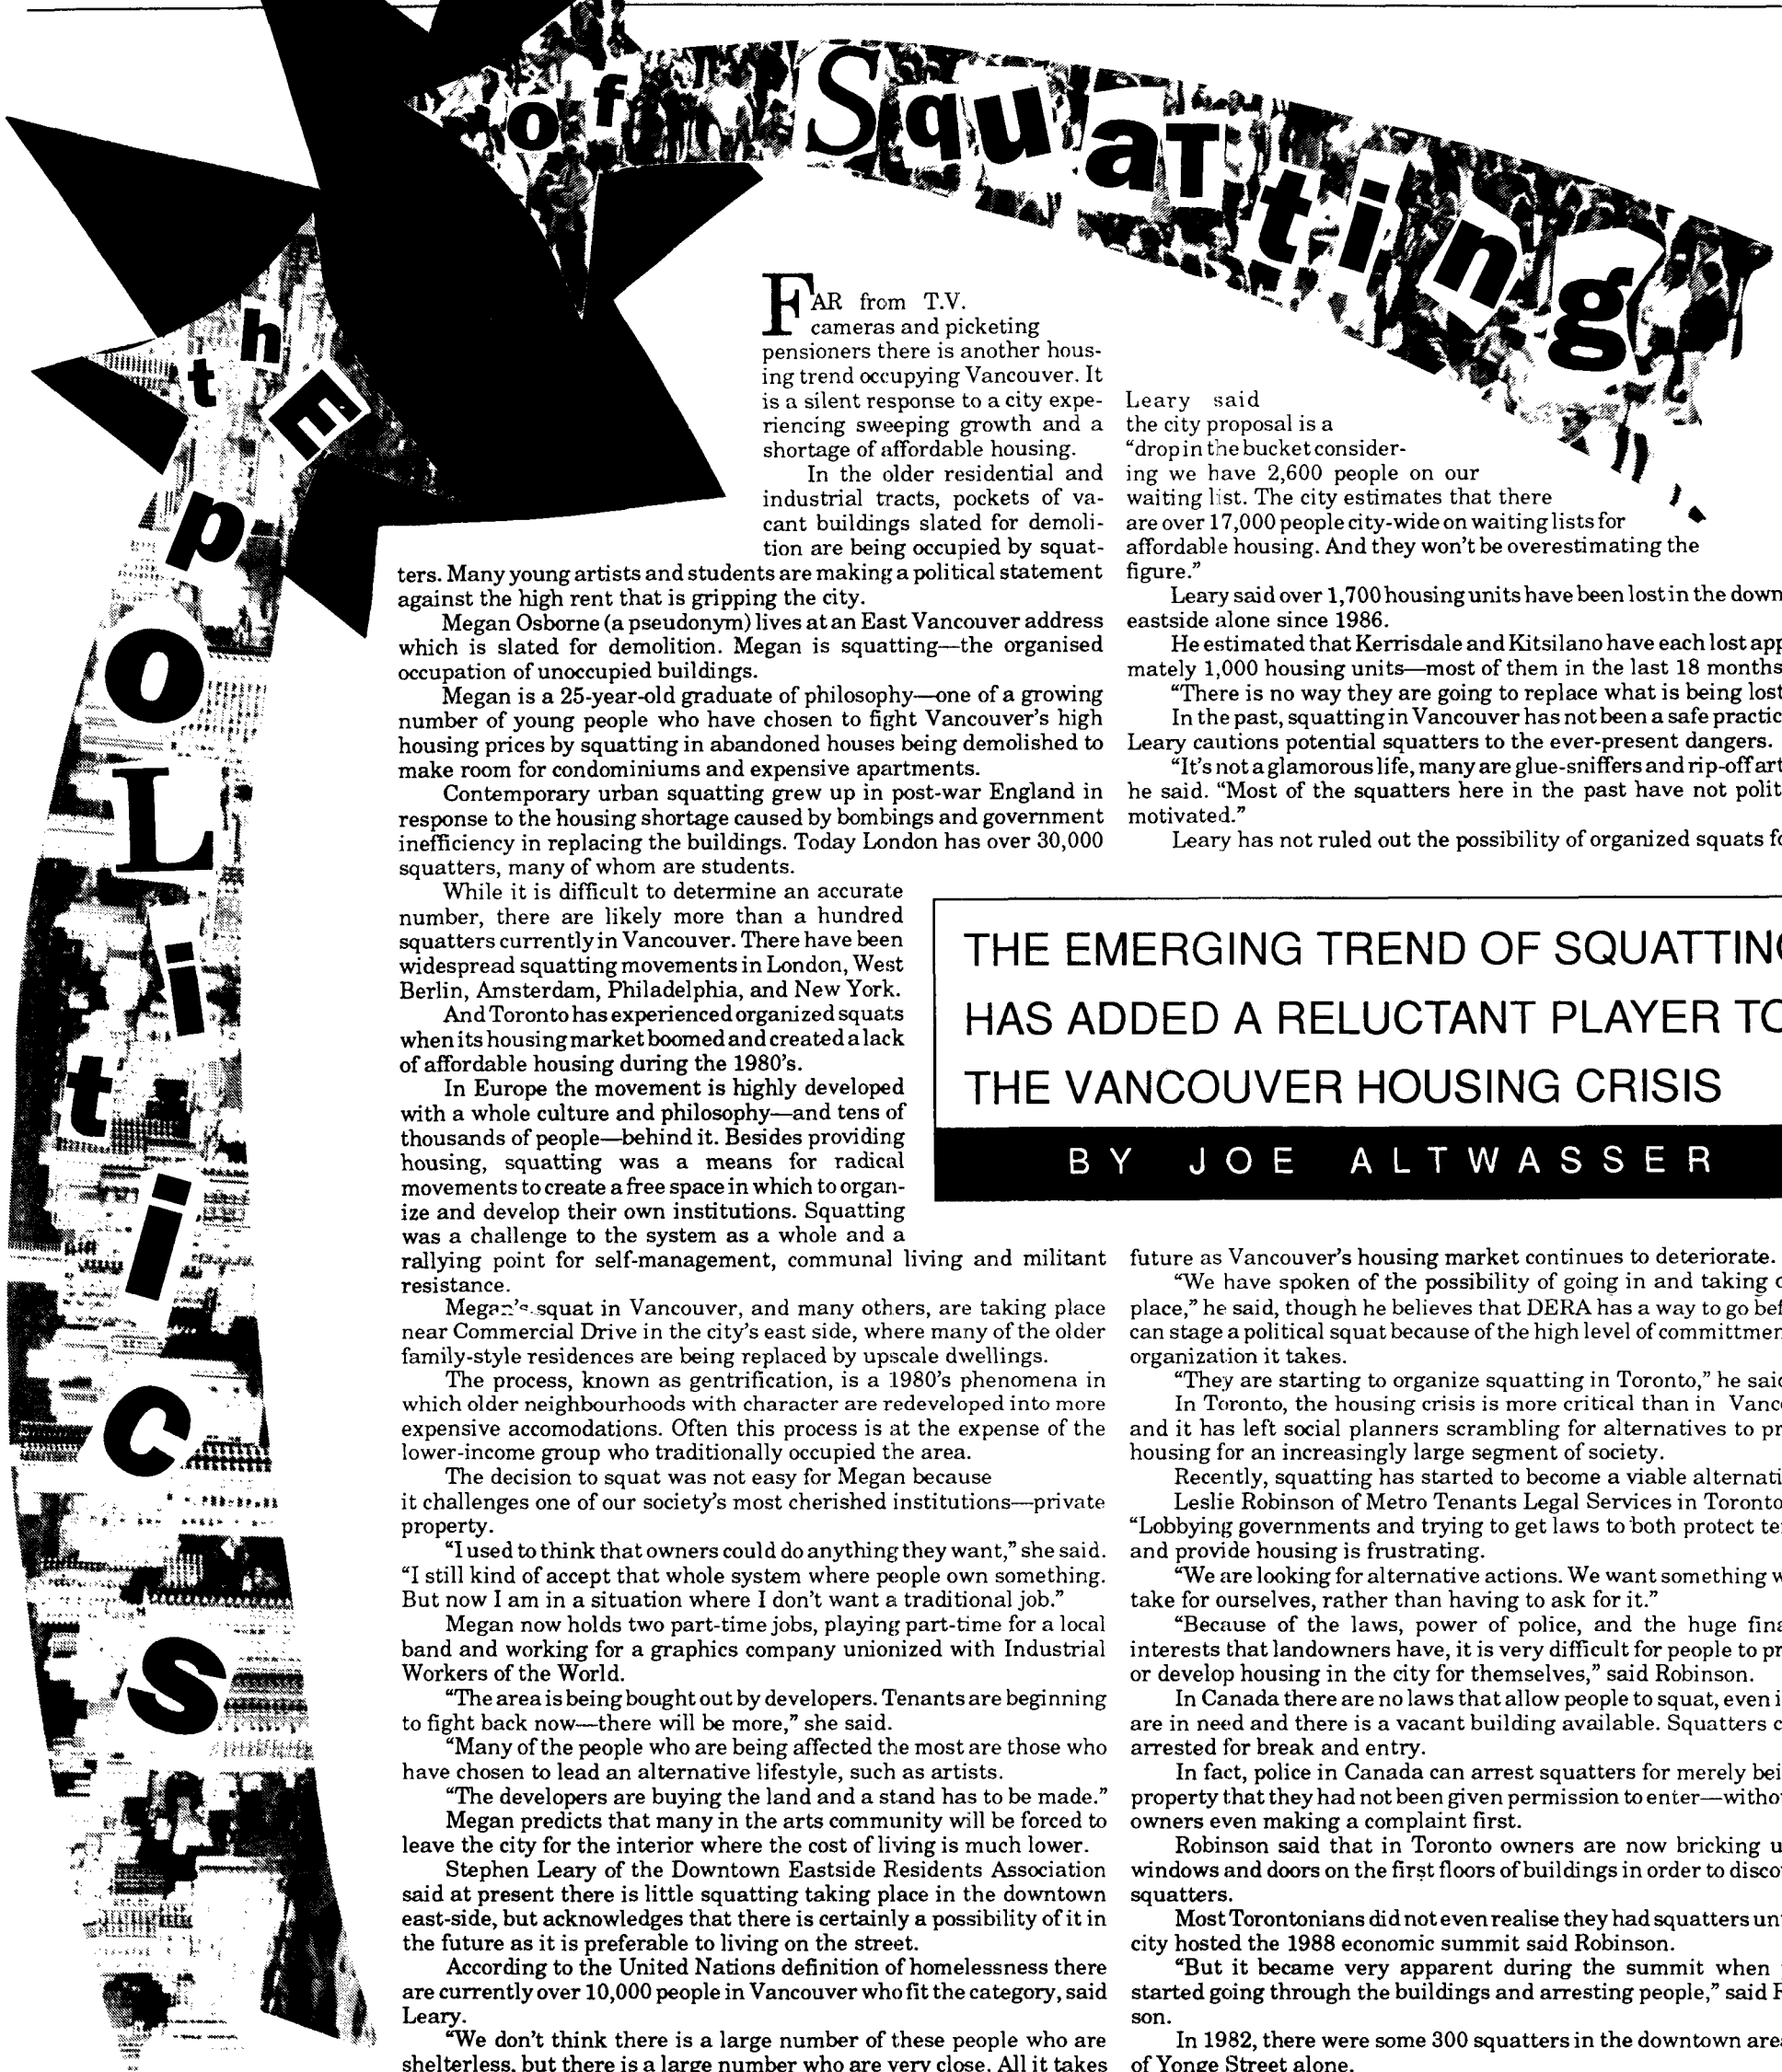 the politics
of Squatting
FAR from T.V.
cameras and picketing
pensioners there is another hous-
ing trend occupying Vancouver. It
is a silent response to a city expe-
riencing sweeping growth and a
shortage of affordable housing.
In the older residential and
industrial tracts, pockets of va-
cant buildings slated for demoli-
tion are being occupied by squat-
ters. Many young artists and students are making a political statement
against the high rent that is gripping the city.
Megan Osborne (a pseudonym) lives at an East Vancouver address
which is slated for demolition. Megan is squatting—the organised
occupation of unoccupied buildings.
Megan is a 25-year-old graduate of philosophy—one of a growing
number of young people who have chosen to fight Vancouver's high
housing prices by squatting in abandoned houses being demolished to
make room for condominiums and expensive apartments.
Contemporary urban squatting grew up in post-war England in
response to the housing shortage caused by bombings and government
inefficiency in replacing the buildings. Today London has over 30,000
squatters, many of whom are students.
While it is difficult to determine an accurate
number, there are likely more than a hundred
squatters currently in Vancouver. There have been
widespread squatting movements in London, West
Berlin, Amsterdam, Philadelphia, and New York.
And Toronto has experienced organized squats
when its housing market boomed and created a lack
of affordable housing during the 1980's.
In Europe the movement is highly developed
with a whole culture and philosophy—and tens of
thousands of people—behind it. Besides providing
housing, squatting was a means for radical
movements to create a free space in which to organ-
ize and develop their own institutions. Squatting
was a challenge to the system as a whole and a
rallying point for self-management, communal living and militant
resistance.
Megan's squat in Vancouver, and many others, are taking place
near Commercial Drive in the city's east side, where many of the older
family-style residences are being replaced by upscale dwellings.
The process, known as gentrification, is a 1980's phenomena in
which older neighbourhoods with character are redeveloped into more
expensive accomodations. Often this process is at the expense of the
lower-income group who traditionally occupied the area.
The decision to squat was not easy for Megan because
it challenges one of our society's most cherished institutions—private
property.
"I used to think that owners could do anything they want," she said.
"I still kind of accept that whole system where people own something.
But now I am in a situation where I don't want a traditional job."
Megan now holds two part-time jobs, playing part-time for a local
band and working for a graphics company unionized with Industrial
Workers of the World.
"The area is being bought out by developers. Tenants are beginning
to fight back now—there will be more," she said.
"Many of the people who are being affected the most are those who
have chosen to lead an alternative lifestyle, such as artists.
"The developers are buying the land and a stand has to be made."
Megan predicts that many in the arts community will be forced to
leave the city for the interior where the cost of living is much lower.
Stephen Leary of the Downtown Eastside Residents Association
said at present there is little squatting taking place in the downtown
east-side, but acknowledges that there is certainly a possibility of it in
the future as it is preferable to living on the street.
According to the United Nations definition of homelessness there
are currently over 10,000 people in Vancouver who fit the category, said
Leary.
"We don't think there is a large number of these people who are
shelterless, but there is a large number who are very close. All it takes
Leary said
the city proposal is a
"drop in the bucket consider-
ing we have 2,600 people on our
waiting list. The city estimates that there
are over 17,000 people city-wide on waiting lists for
affordable housing. And they won't be overestimating the
figure."
Leary said over 1,700 housing units have been lost in the down
eastside alone since 1986.
He estimated that Kerrisdale and Kitsilano have each lost app
mately 1,000 housing units—most of them in the last 18 months
"There is no way they are going to replace what is being lost
In the past, squatting in Vancouver has not been a safe practic
Leary cautions potential squatters to the ever-present dangers.
"It's not a glamorous life, many are glue-sniffers and rip-off art
he said. "Most of the squatters here in the past have not polit
motivated."
Leary has not ruled out the possibility of organized squats fo
THE EMERGING TREND OF SQUATTING
HAS ADDED A RELUCTANT PLAYER TO
THE VANCOUVER HOUSING CRISIS
BY JOE ALTWASSER
future as Vancouver's housing market continues to deteriorate.
"We have spoken of the possibility of going in and taking o
place," he said, though he believes that DERA has a way to go bef
can stage a political squat because of the high level of committmen
organization it takes.
"They are starting to organize squatting in Toronto," he said
In Toronto, the housing crisis is more critical than in Vanc
and it has left social planners scrambling for alternatives to pr
housing for an increasingly large segment of society.
Recently, squatting has started to become a viable alternati
Leslie Robinson of Metro Tenants Legal Services in Toronto
"Lobbying governments and trying to get laws to both protect te
and provide housing is frustrating.
"We are looking for alternative actions. We want something w
take for ourselves, rather than having to ask for it."
"Because of the laws, power of police, and the huge fina
interests that landowners have, it is very difficult for people to pr
or develop housing in the city for themselves," said Robinson.
In Canada there are no laws that allow people to squat, even i
are in need and there is a vacant building available. Squatters c
arrested for break and entry.
In fact, police in Canada can arrest squatters for merely bei
property that they had not been given permission to enter—witho
owners even making a complaint first.
Robinson said that in Toronto owners are now bricking u
windows and doors on the first floors of buildings in order to disco
squatters.
Most Torontonians did not even realise they had squatters un
city hosted the 1988 economic summit said Robinson.
"But it became very apparent during the summit when
started going through the buildings and arresting people," said R
son.
In 1982, there were some 300 squatters in the downtown area
of Yonge Street alone.